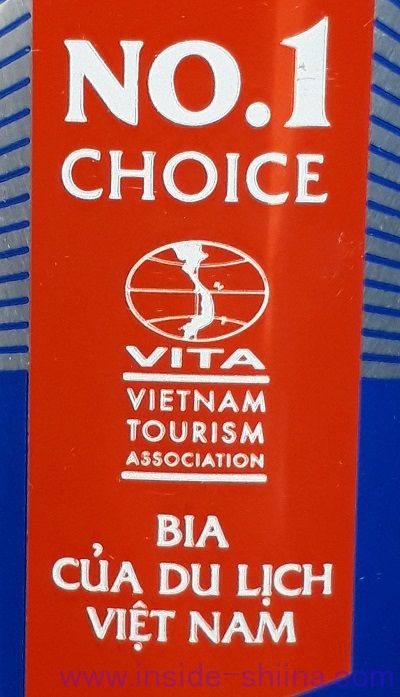 NO.1
CHOICE
VITA
VIETNAM
TOURISM
ASSOCIATION
BIA
CỦA DU LỊCH
VIỆT NAM
www.inside-shiina.com